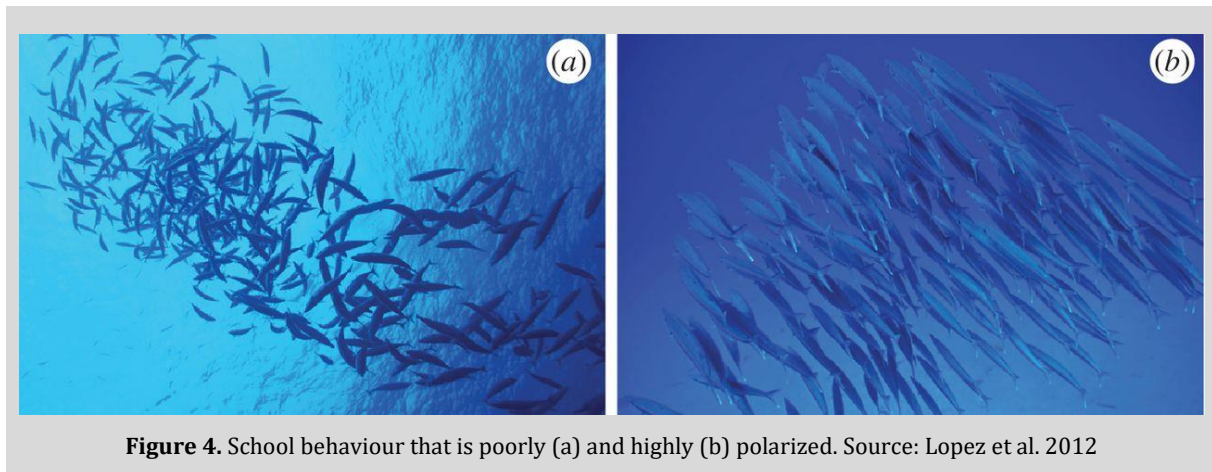 (a)
(b)
Figure 4. School behaviour that is poorly (a) and highly (b) polarized. Source: Lopez et al. 2012